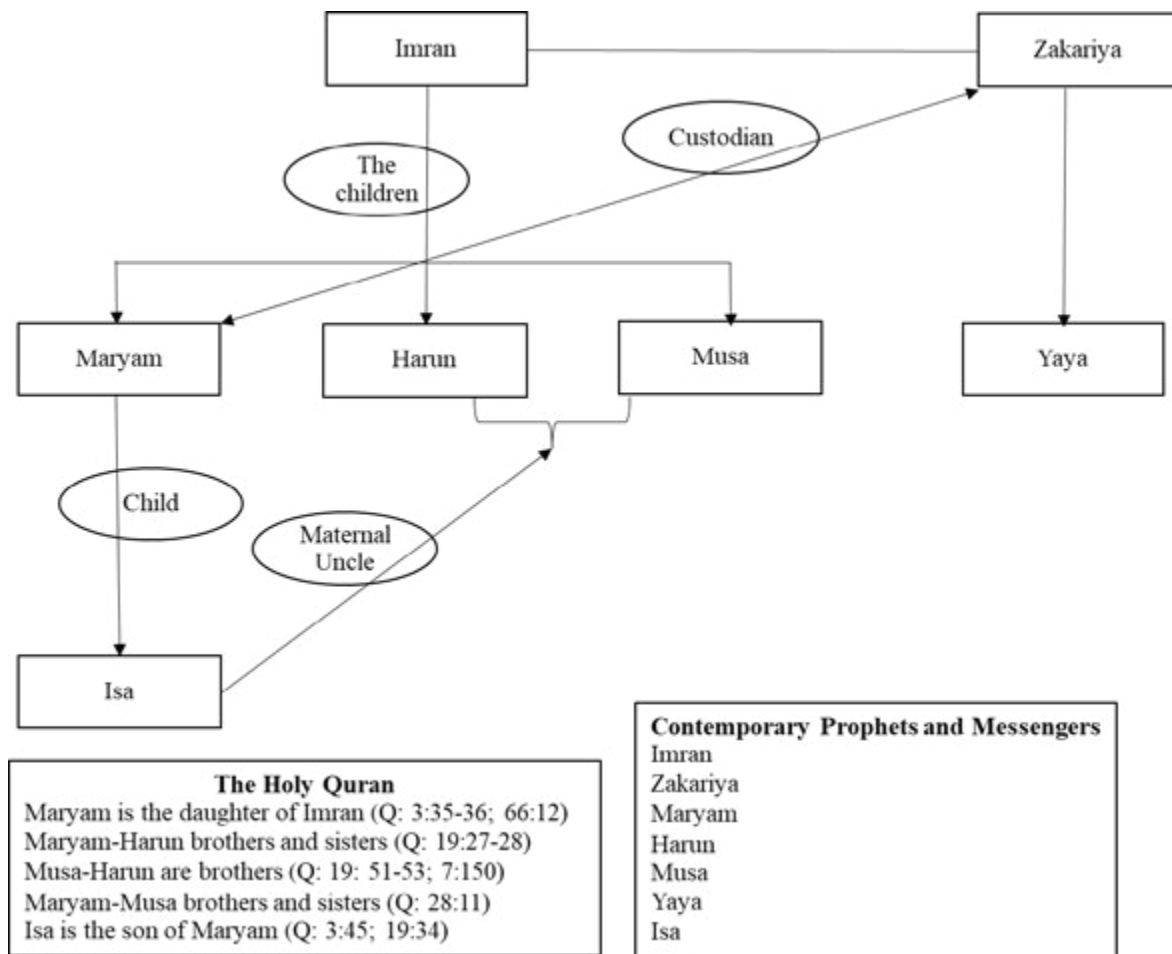 Imran
Zakariya
Custodian
The
children
Maryam
Harun
Musa
Yaya
Child
Maternal
Uncle
Isa
The Holy Quran
Maryam is the daughter of Imran (Q: 3:35-36; 66:12)
Maryam-Harun brothers and sisters (Q: 19:27-28)
Musa-Harun are brothers (Q: 19: 51-53; 7:150)
Maryam-Musa brothers and sisters (Q: 28:11)
Isa is the son of Maryam (Q: 3:45; 19:34)
Contemporary Prophets and Messengers
Imran
Zakariya
Maryam
Harun
Musa
Yaya
Isa